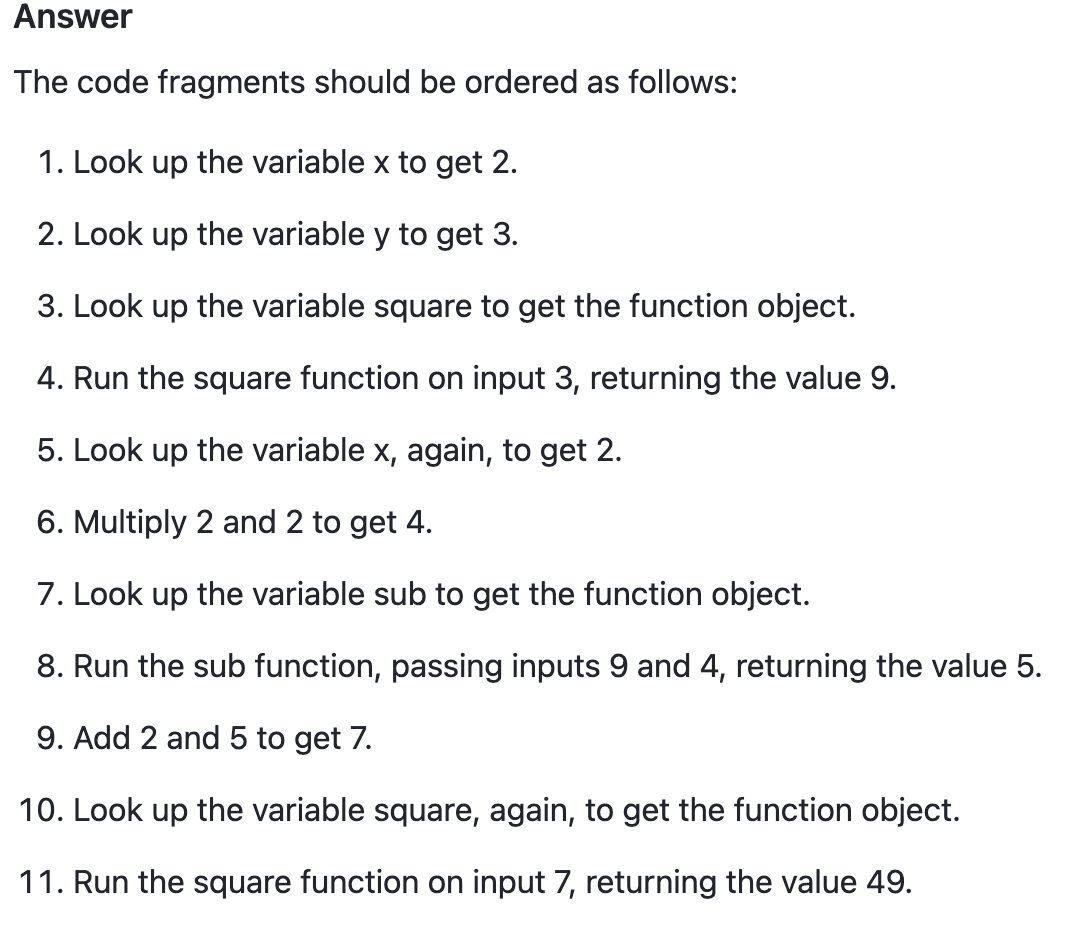 Answer
The code fragments should be ordered as follows:
1. Look up the variable x to get 2.
2. Look up the variable y to get 3.
3. Look up the variable square to get the function object.
4. Run the square function on input 3, returning the value 9.
5. Look up the variable x, again, to get 2.
6. Multiply 2 and 2 to get 4.
7. Look up the variable sub to get the function object.
8. Run the sub function, passing inputs 9 and 4, returning the value 5.
9. Add 2 and 5 to get 7.
10. Look up the variable square, again, to get the function object.
11. Run the square function on input 7, returning the value 49.